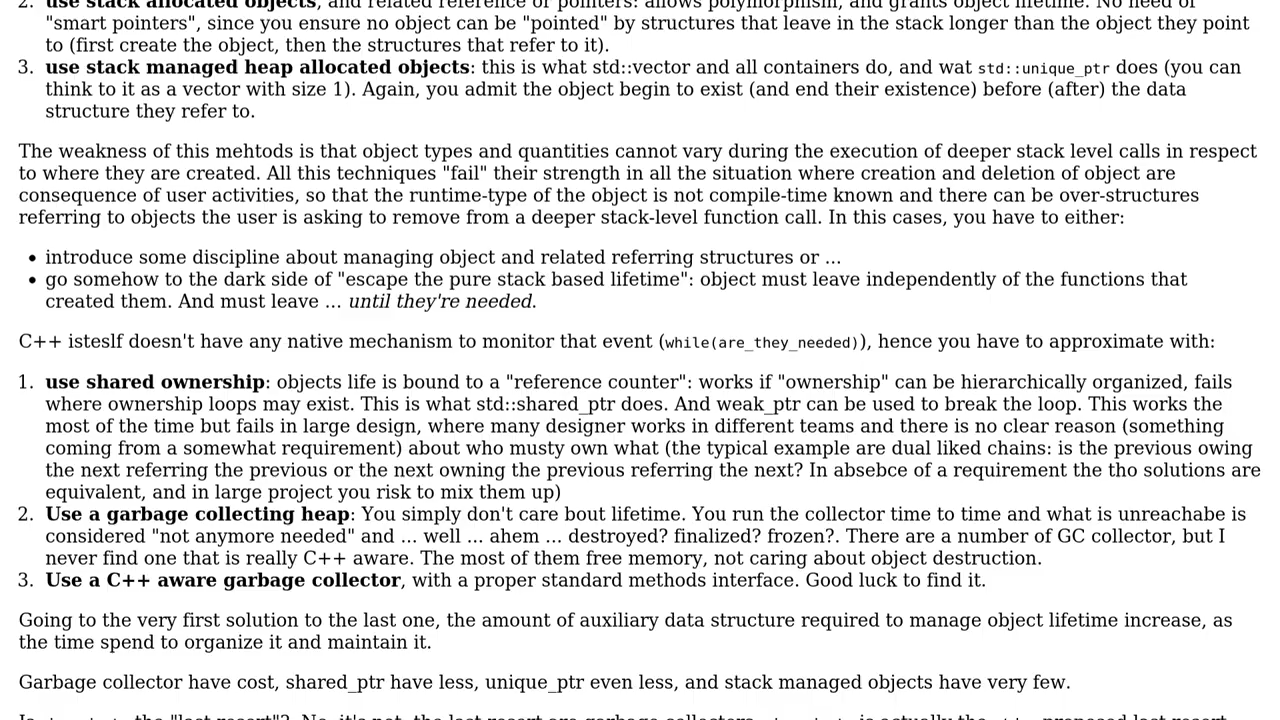 2. use stack allocated objects, and related reference or pointers: allows polymorphism, and grants object lifetime. No need of
"smart pointers", since you ensure no object can be "pointed" by structures that leave in the stack longer than the object they point
to (first create the object, then the structures that refer to it).
3. use stack managed heap allocated objects: this is what std::vector and all containers do, and wat std::unique_ptr does (you can
think to it as a vector with size 1). Again, you admit the object begin to exist (and end their existence) before (after) the data
structure they refer to.
The weakness of this mehtods is that object types and quantities cannot vary during the execution of deeper stack level calls in respect
to where they are created. All this techniques "fail" their strength in all the situation where creation and deletion of object are
consequence of user activities, so that the runtime-type of the object is not compile-time known and there can be over-structures
referring to objects the user is asking to remove from a deeper stack-level function call. In this cases, you have to either:
• introduce some discipline about managing object and related referring structures or ...
• go somehow to the dark side of "escape the pure stack based lifetime": object must leave independently of the functions that
created them. And must leave ... until they're needed.
C++ isteslf doesn't have any native mechanism to monitor that event (while(are_they_needed)), hence you have to approximate with:
1. use shared ownership: objects life is bound to a "reference counter": works if "ownership" can be hierarchically organized, fails
where ownership loops may exist. This is what std::shared_ptr does. And weak_ptr can be used to break the loop. This works the
most of the time but fails in large design, where many designer works in different teams and there is no clear reason (something
coming from a somewhat requirement) about who musty own what (the typical example are dual liked chains: is the previous owing
the next referring the previous or the next owning the previous referring the next? In absebce of a requirement the tho solutions are
equivalent, and in large project you risk to mix them up)
2. Use a garbage collecting heap: You simply don't care bout lifetime. You run the collector time to time and what is unreachabe is
considered "not anymore needed" and ... well ... ahem ... destroyed? finalized? frozen?. There are a number of GC collector, but I
never find one that is really C++ aware. The most of them free memory, not caring about object destruction.
3. Use a C++ aware garbage collector, with a proper standard methods interface. Good luck to find it.
Going to the very first solution to the last one, the amount of auxiliary data structure required to manage object lifetime increase, as
the time spend to organize it and maintain it.
Garbage collector have cost, shared_ptr have less, unique_ptr even less, and stack managed objects have very few.